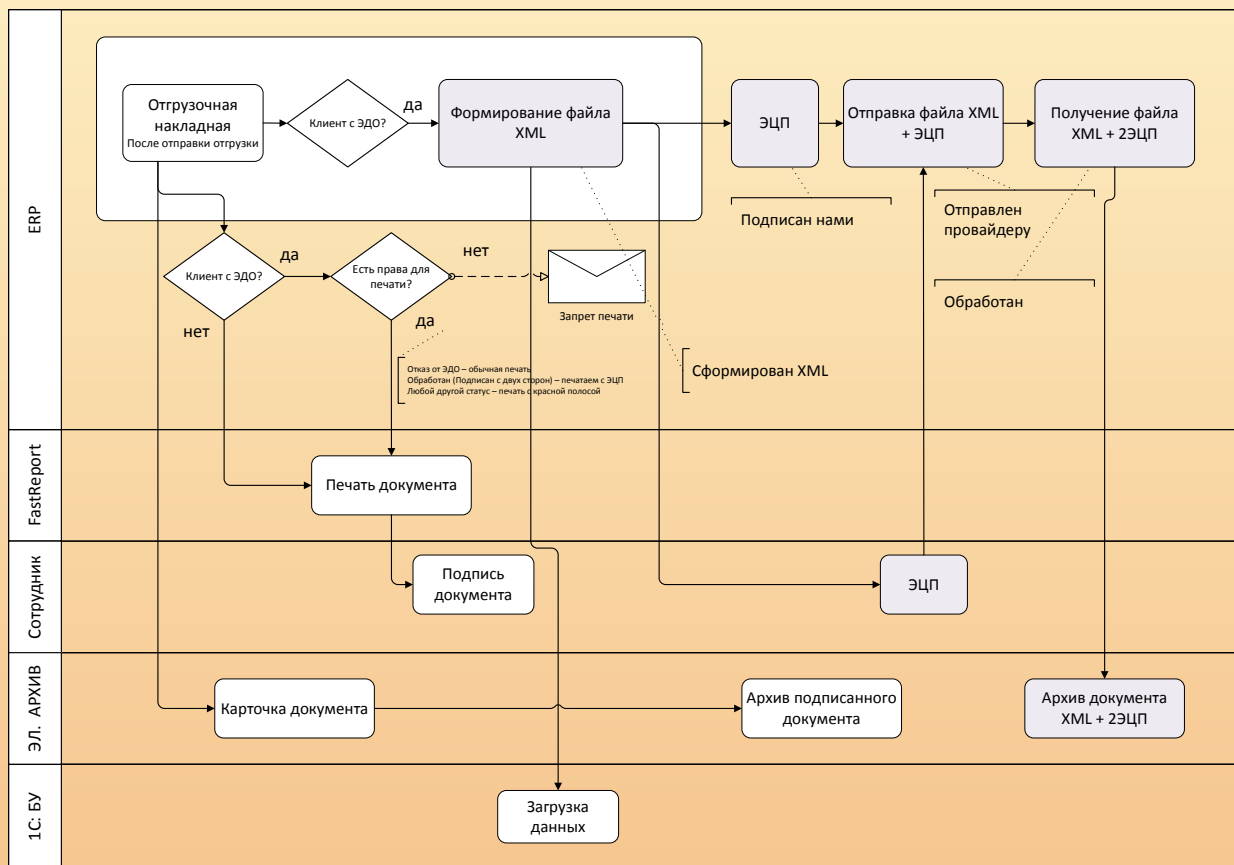 ERP
Отгрузочная
накладная
После отправки отгрузки
Клиент с ЭДО?
да
Формирование файла
XML
ЭЦП
Отправка файла XML
+ ЭЦП
Получение файла
XML + 2ЭЦП
Подписан нами
Отправлен
провайдеру
Обработан
Клиент с ЭДО?
да
нет
Есть права для
печати?
нет
да
Запрет печати
Отказ от ЭДО – обычная печать
Обработан (Подписан с двух сторон) – печатаем с ЭЦП
Любой другой статус – печать с красной полосой
Сформирован XML
FastReport
Печать документа
Сотрудник
Подпись
документа
ЭЦП
ЭЛ. АРХИВ
Карточка документа
Архив подписанного
документа
Архив документа
XML + 2ЭЦП
1С: БУ
Загрузка
данных